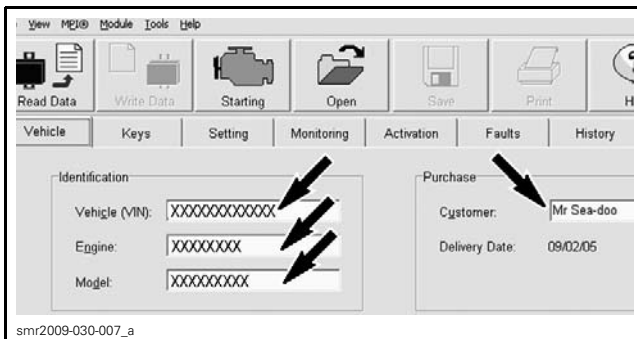 View MPI® Module Tools Help
Read Data Write Data Starting Open Save Print
Vehicle Keys Setting Monitoring Activation Faults History
Identification Purchase
Vehicle (VIN): XXXXXXXXXXXX Customer: Mr Sea-doo
Engine: XXXXXXXX Delivery Date: 09/02/05
Model: XXXXXXXXX
smr2009-030-007_a